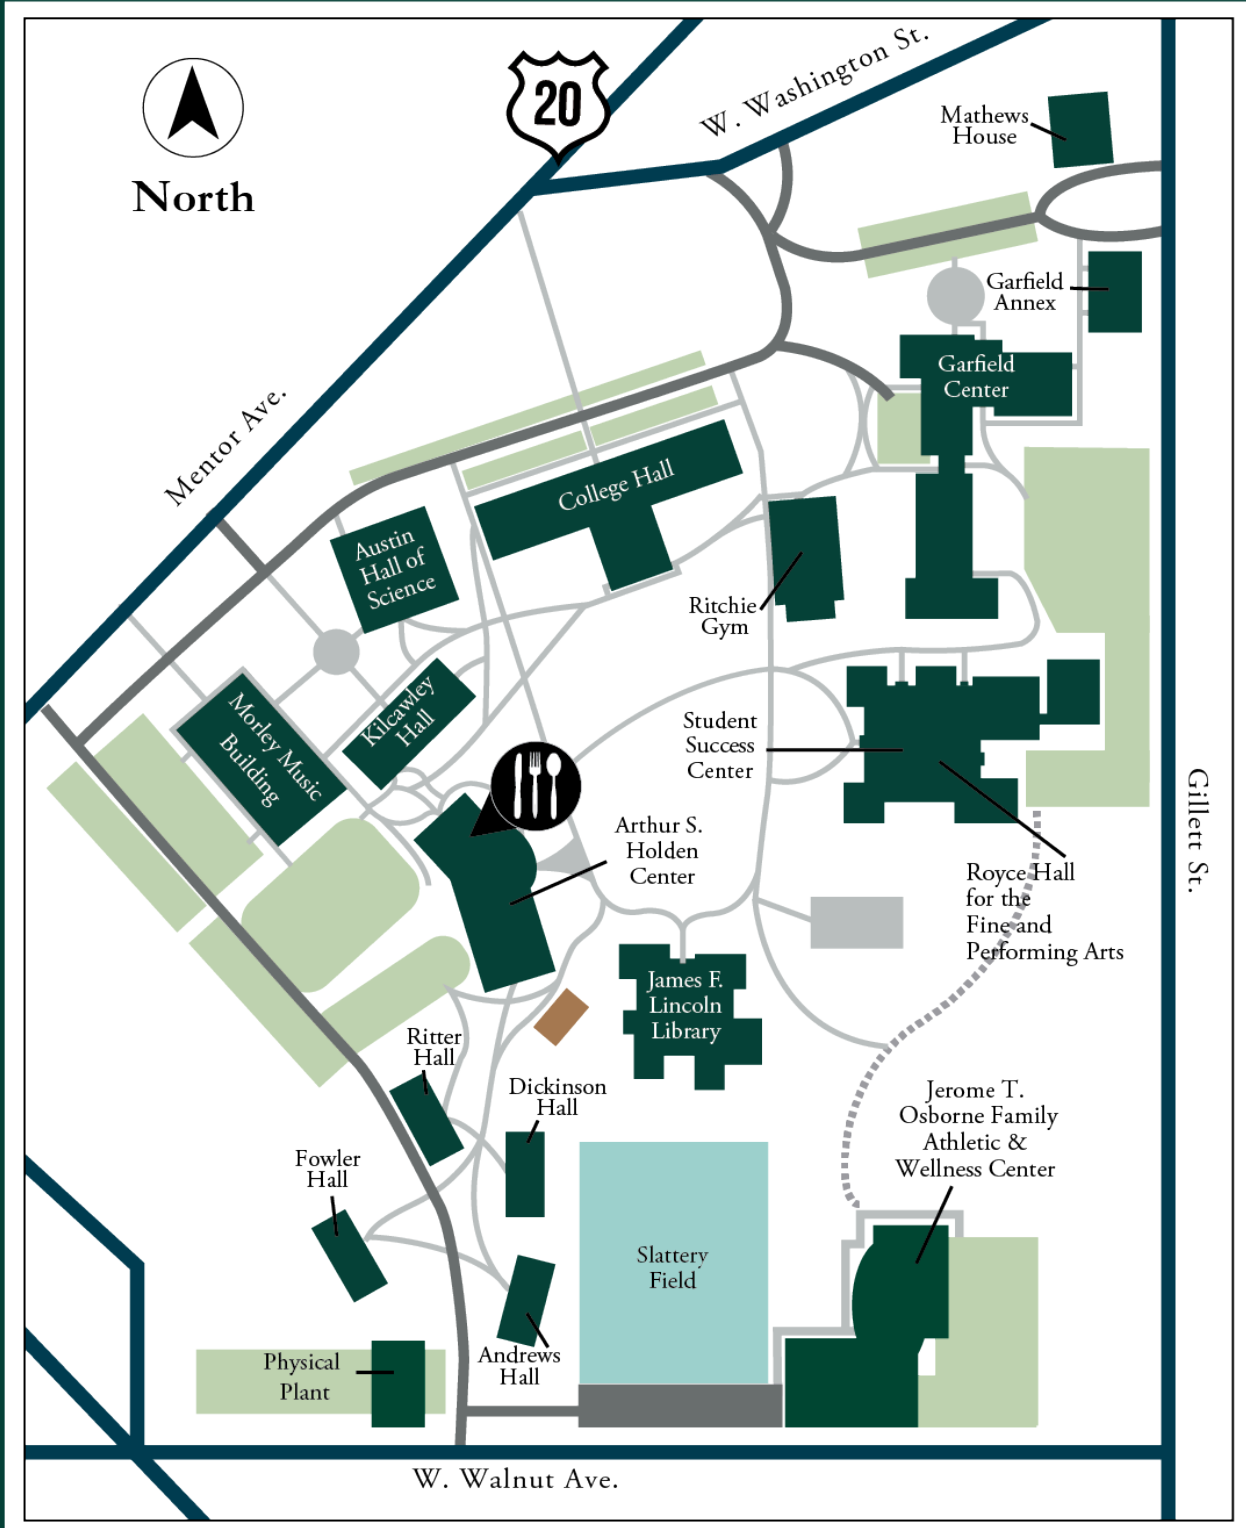 20
W. Washington St.
North
Mathews
House
Garfield
Annex
Garfield
Center
Mentor Ave.
College Hall
Austin
Hall of
Science
Ritchie
Gym
Kilcawley
Hall
Morley Music
Building
Student
Success
Center
Gillett St.
Arthur S.
Holden
Center
Royce Hall
for the
Fine and
Performing Arts
James F.
Lincoln
Library
Ritter
Hall
Dickinson
Hall
Jerome T.
Osborne Family
Athletic &
Wellness Center
Fowler
Hall
Slattery
Field
Andrews
Hall
Physical
Plant
W. Walnut Ave.